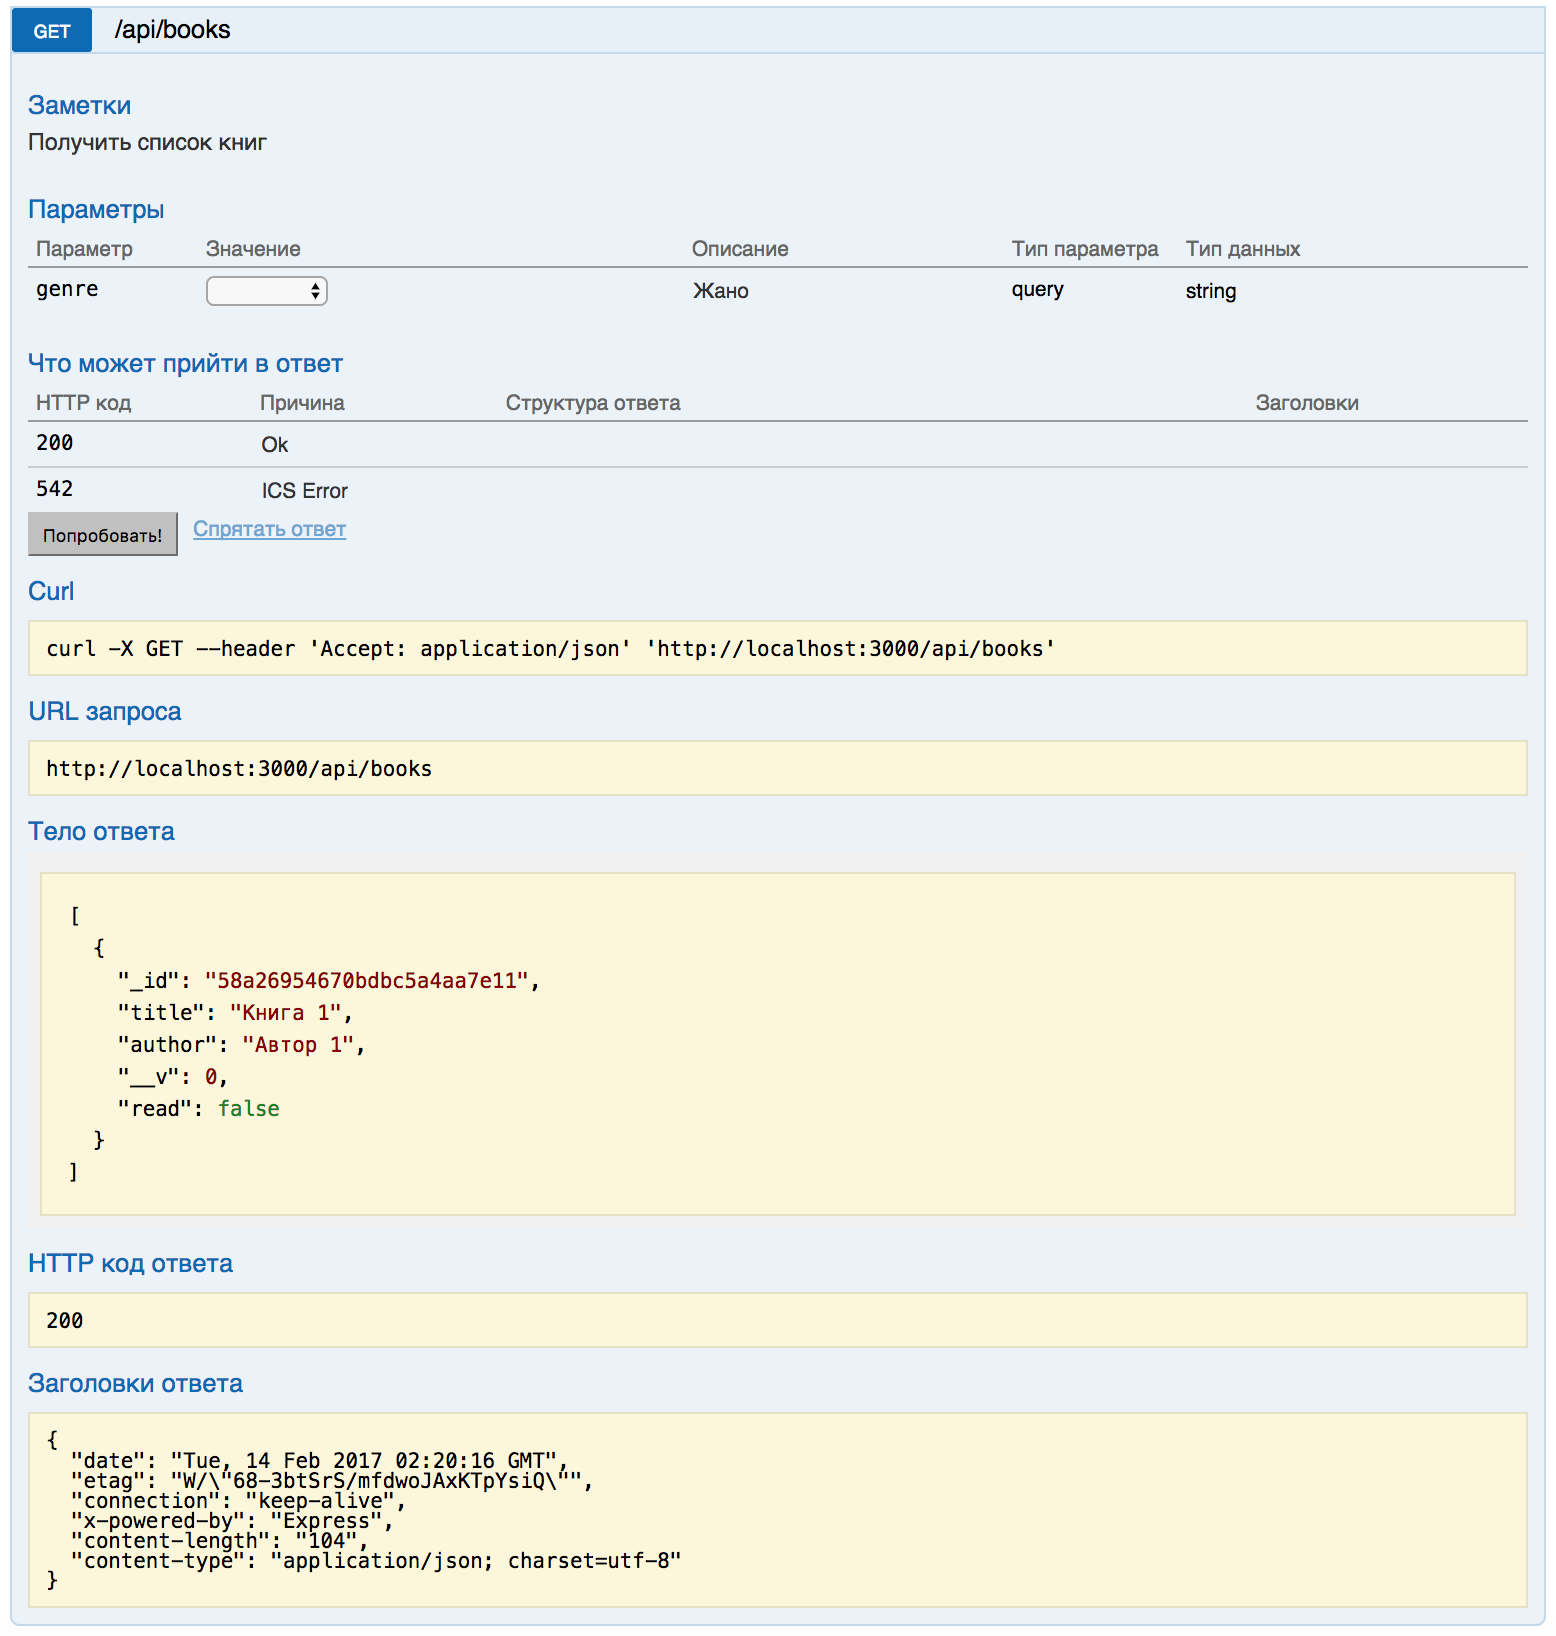 GET /api/books
Заметки
Получить список книг
Параметры
Параметр Значение Описание Тип параметра Тип данных
genre Жано query string
Что может прийти в ответ
HTTP код Причина Структура ответа Заголовки
200 Ok
542 ICS Error
Попробовать! Спрятать ответ
Curl
curl -X GET --header 'Accept: application/json' 'http://localhost:3000/api/books'
URL запроса
http://localhost:3000/api/books
Тело ответа
[
{
"_id": "58a26954670bdbc5a4aa7e11",
"title": "Книга 1",
"author": "Автор 1",
"__v": 0,
"read": false
}
]
HTTP код ответа
200
Заголовки ответа
{
"date": "Tue, 14 Feb 2017 02:20:16 GMT",
"etag": "W/\"68-3btSrS/mfdwoJAxKTpYsiQ\"",
"connection": "keep-alive",
"x-powered-by": "Express",
"content-length": "104",
"content-type": "application/json; charset=utf-8"
}